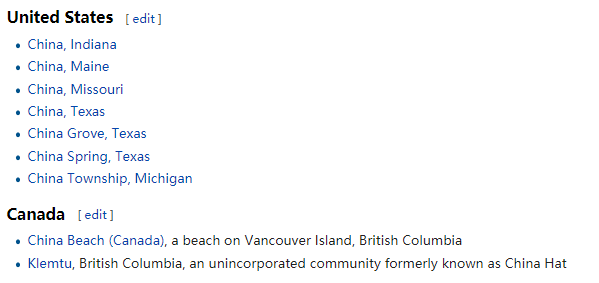 United States [ edit ]
China, Indiana
China, Maine
China, Missouri
China, Texas
China Grove, Texas
China Spring, Texas
China Township, Michigan
Canada [ edit ]
China Beach (Canada), a beach on Vancouver Island, British Columbia
Klemtu, British Columbia, an unincorporated community formerly known as China Hat